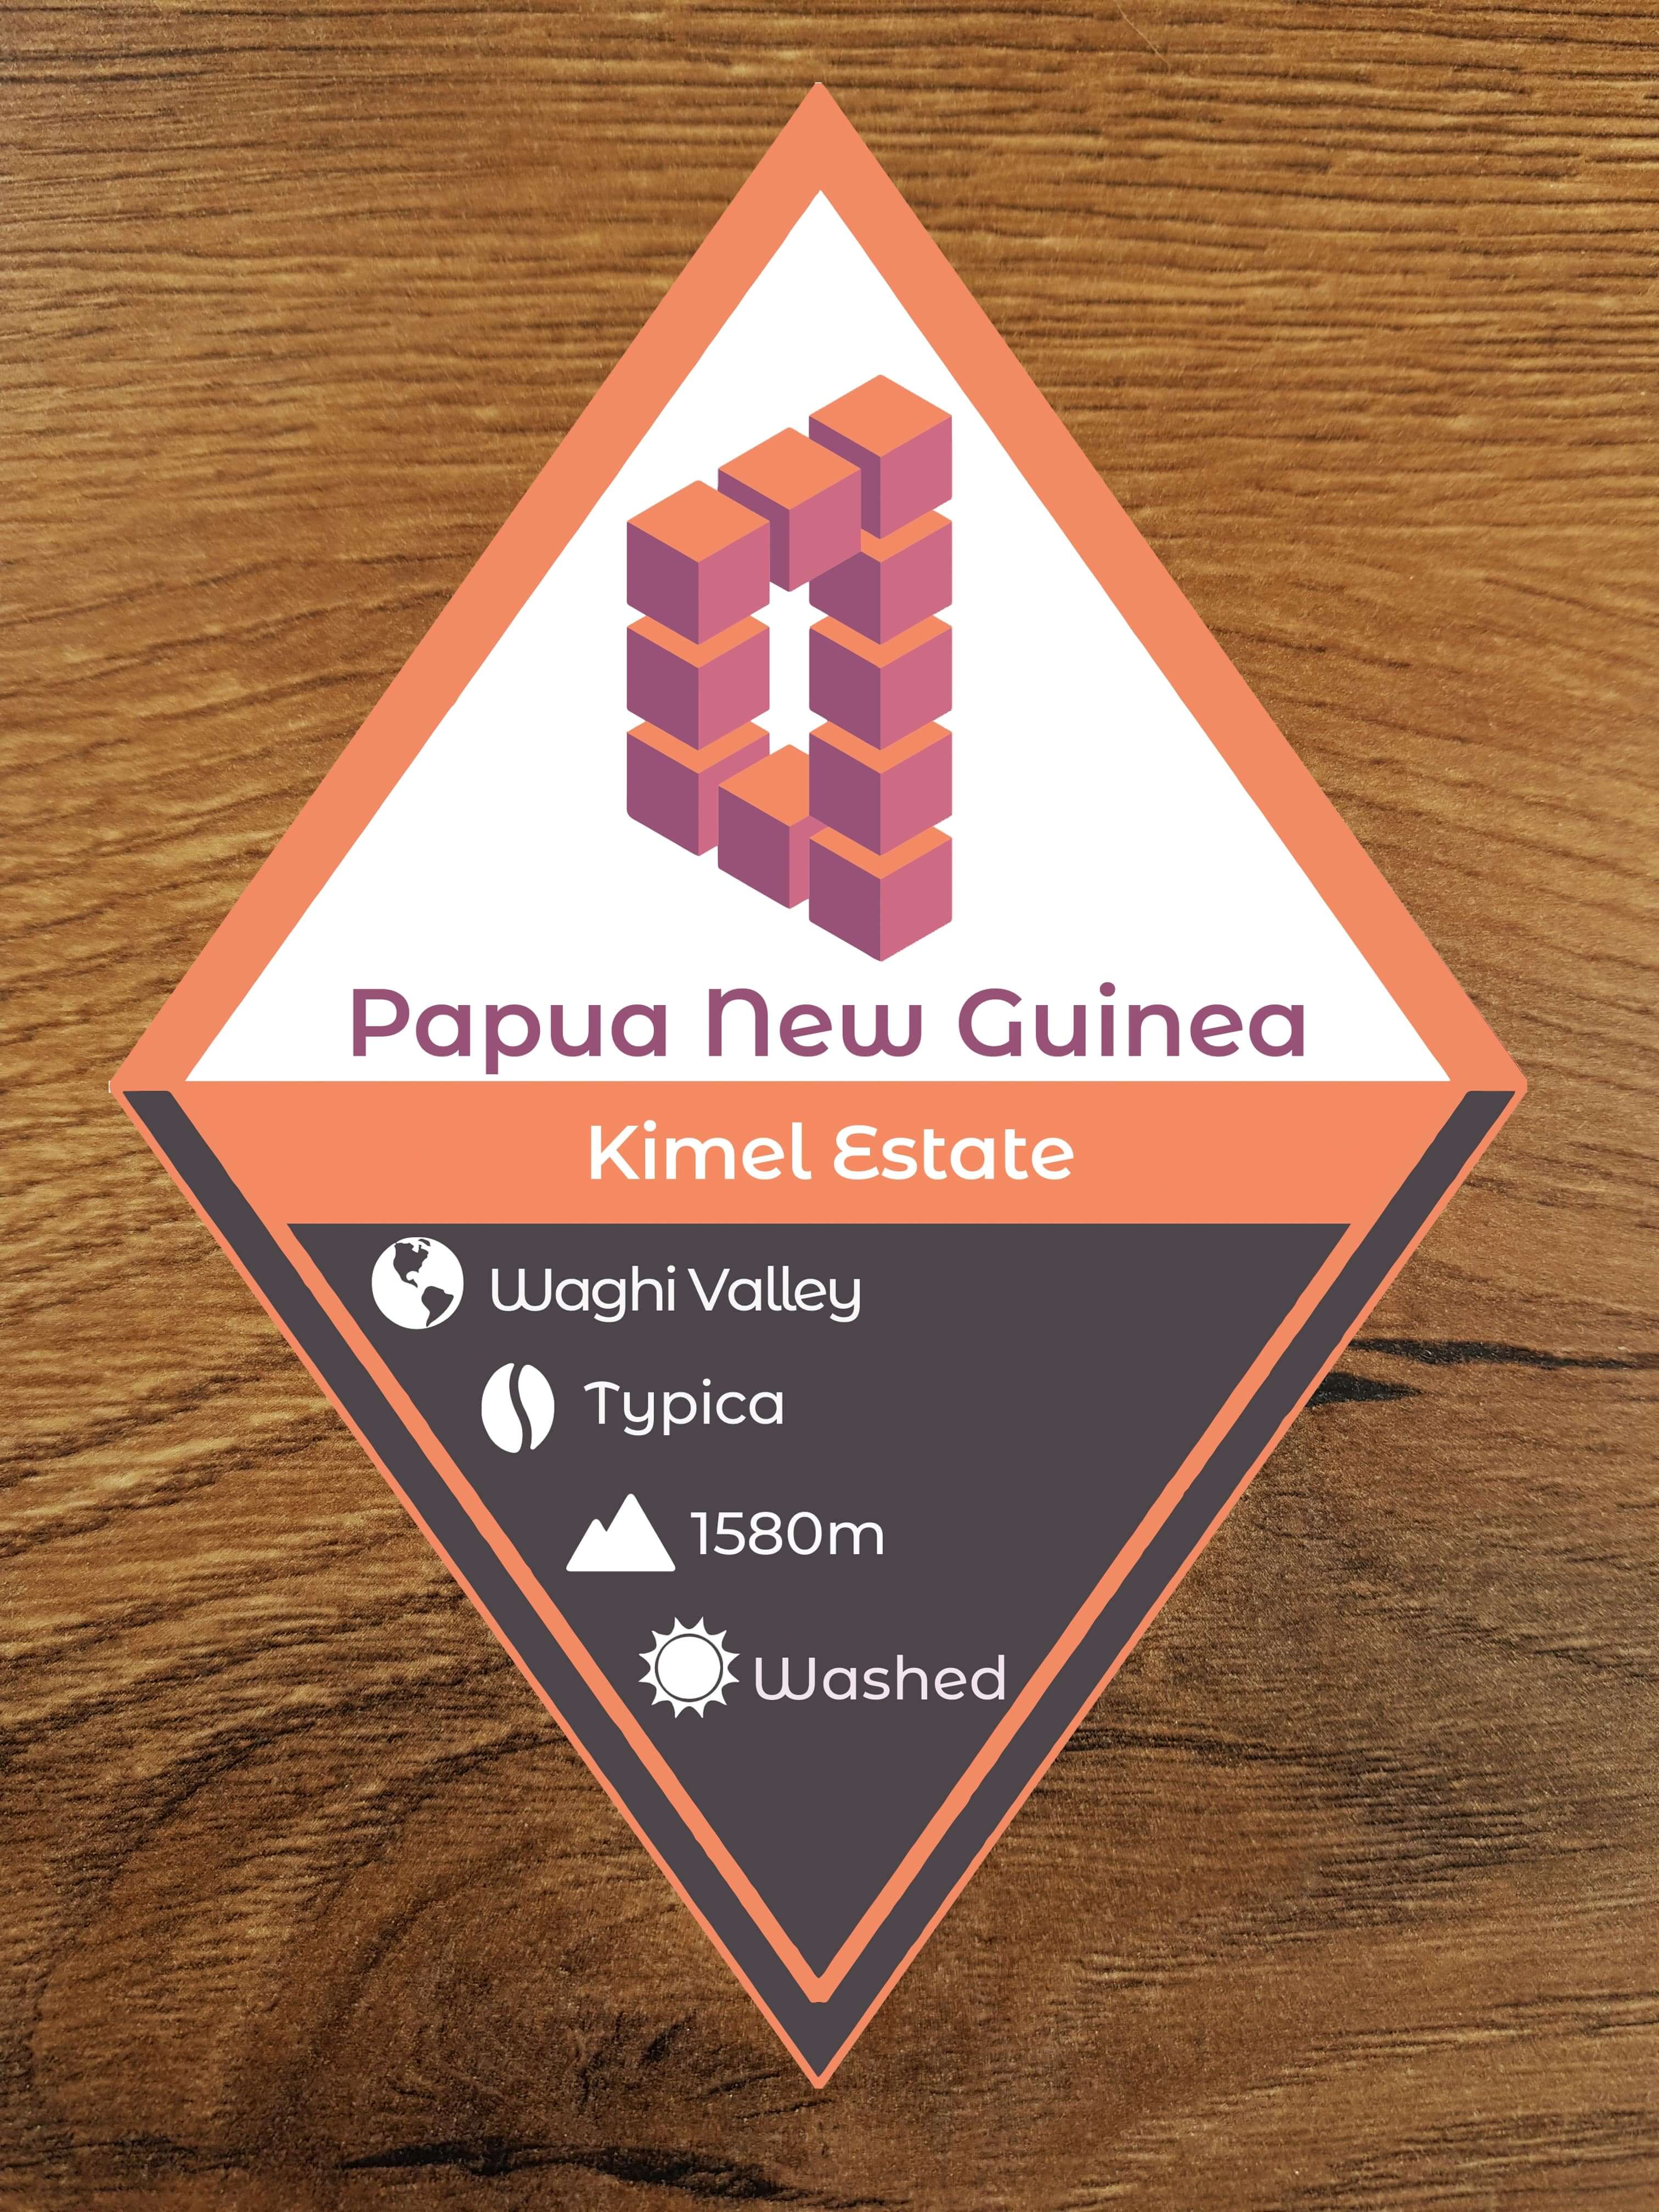 Papua New Guinea
Kimel Estate
Waghi Valley
Typica
1580m
Washed